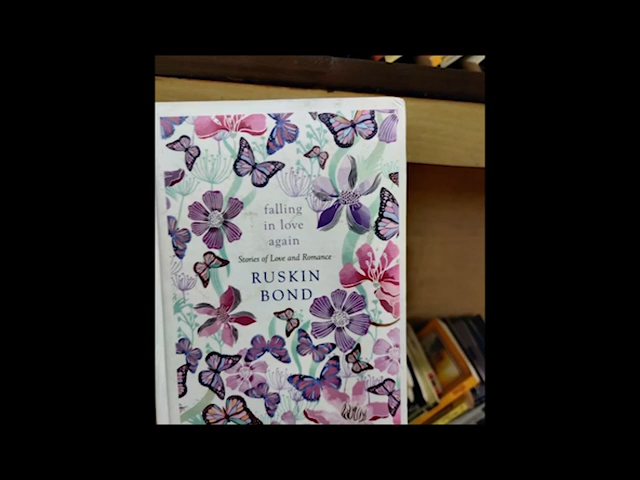 falling
in love
again
Stories of Love and Romance
RUSKIN
BOND